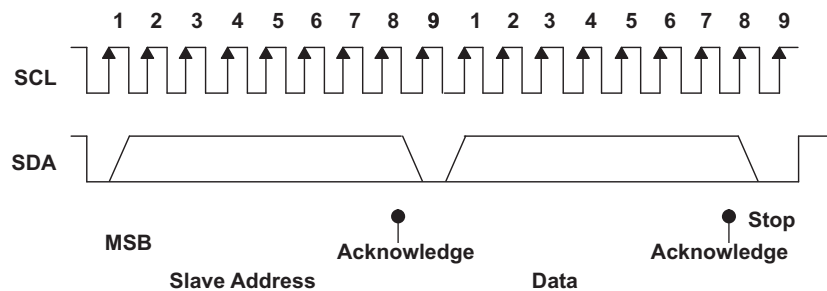 1 2 3 4 5 6 7 8 9 1 2 3 4 5 6 7 8 9
SCL
SDA
MSB
Acknowledge
Stop
Acknowledge
Slave Address
Data